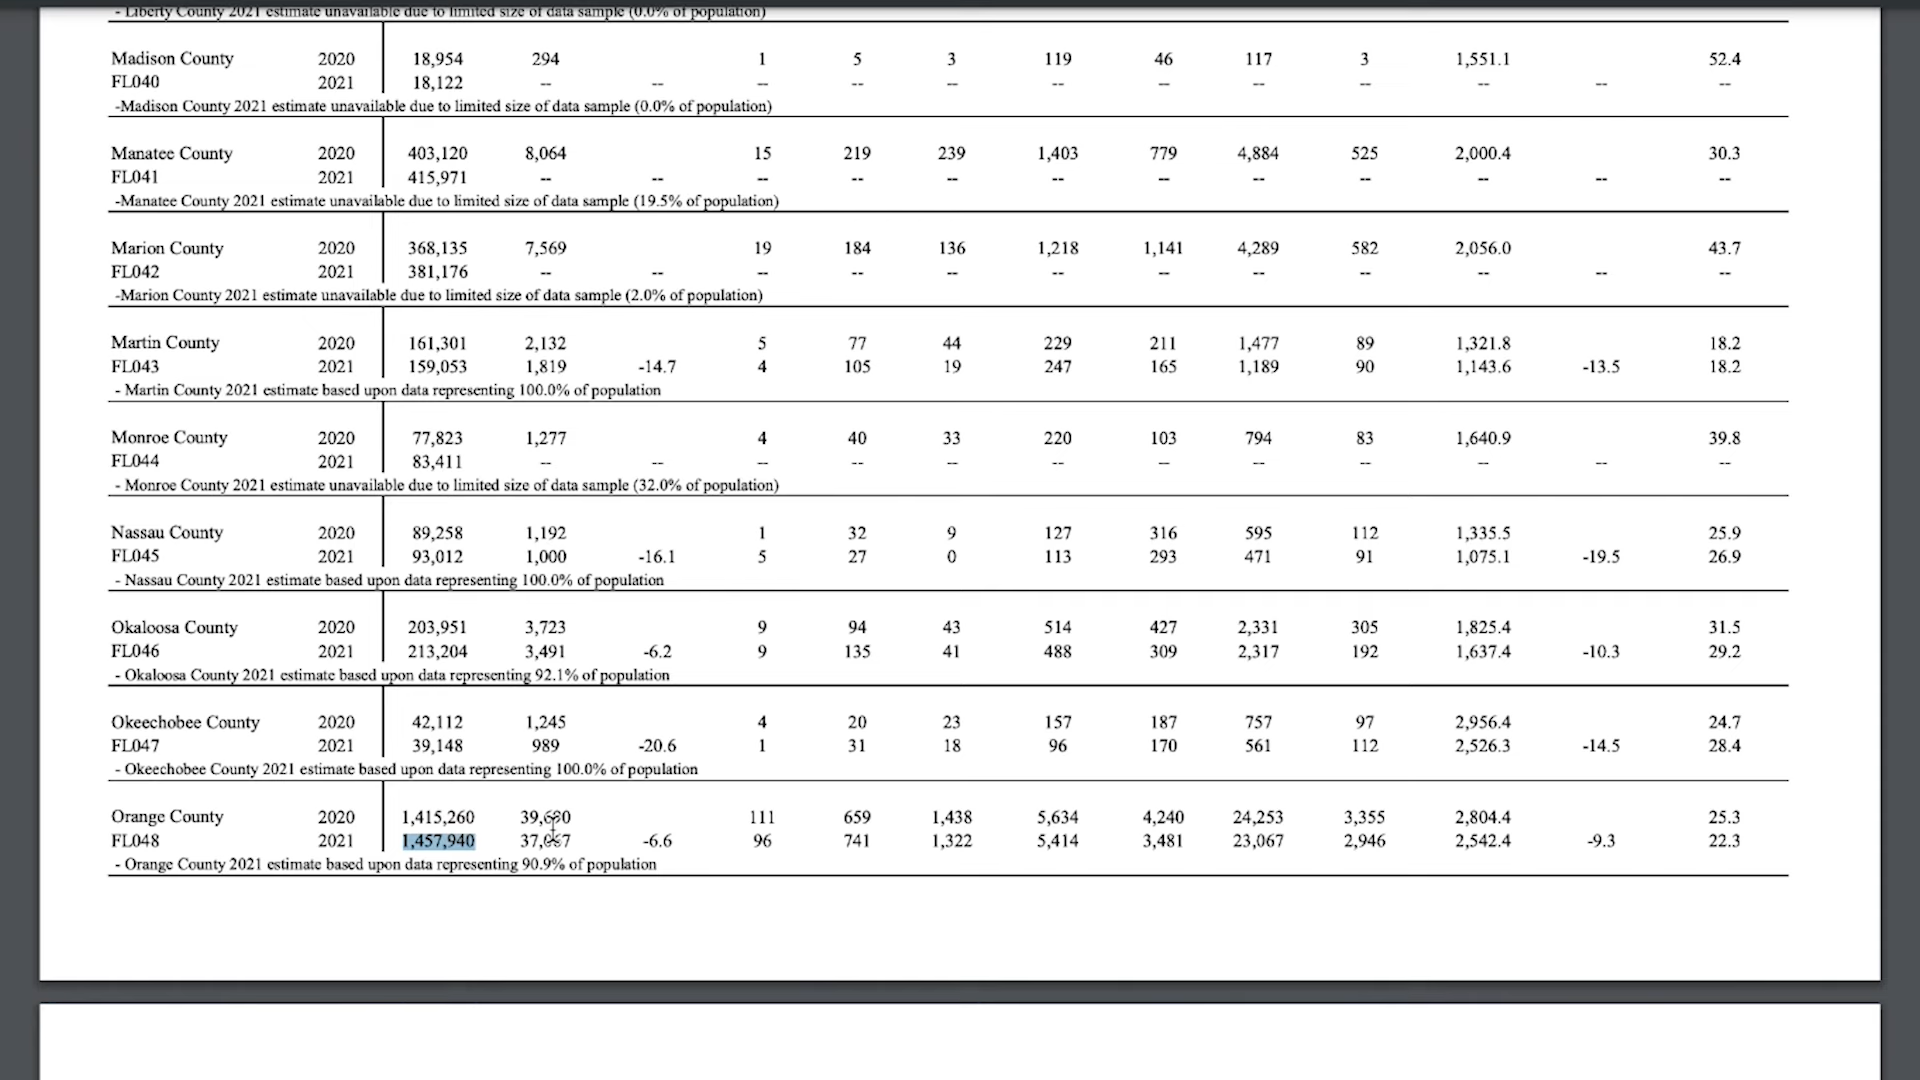 - Liberty County 2021 estimate unavailable due to limited size of data sample (0.0% of population)
Madison County 2020 18,954 294 1 5 3 119 46 117 3 1,551.1 52.4
FL040 2021 18,122 -- -- -- -- -- -- -- -- -- -- -- --
-Madison County 2021 estimate unavailable due to limited size of data sample (0.0% of population)
Manatee County 2020 403,120 8,064 15 219 239 1,403 779 4,884 525 2,000.4 30.3
FL041 2021 415,971 -- -- -- -- -- -- -- -- -- -- -- --
-Manatee County 2021 estimate unavailable due to limited size of data sample (19.5% of population)
Marion County 2020 368,135 7,569 19 184 136 1,218 1,141 4,289 582 2,056.0 43.7
FL042 2021 381,176 -- -- -- -- -- -- -- -- -- -- -- --
-Marion County 2021 estimate unavailable due to limited size of data sample (2.0% of population)
Martin County 2020 161,301 2,132 5 77 44 229 211 1,477 89 1,321.8 18.2
FL043 2021 159,053 1,819 -14.7 4 105 19 247 165 1,189 90 1,143.6 -13.5 18.2
- Martin County 2021 estimate based upon data representing 100.0% of population
Monroe County 2020 77,823 1,277 4 40 33 220 103 794 83 1,640.9 39.8
FL044 2021 83,411 -- -- -- -- -- -- -- -- -- -- -- --
- Monroe County 2021 estimate unavailable due to limited size of data sample (32.0% of population)
Nassau County 2020 89,258 1,192 1 32 9 127 316 595 112 1,335.5 25.9
FL045 2021 93,012 1,000 -16.1 5 27 0 113 293 471 91 1,075.1 -19.5 26.9
- Nassau County 2021 estimate based upon data representing 100.0% of population
Okaloosa County 2020 203,951 3,723 9 94 43 514 427 2,331 305 1,825.4 31.5
FL046 2021 213,204 3,491 -6.2 9 135 41 488 309 2,317 192 1,637.4 -10.3 29.2
- Okaloosa County 2021 estimate based upon data representing 92.1% of population
Okeechobee County 2020 42,112 1,245 4 20 23 157 187 757 97 2,956.4 24.7
FL047 2021 39,148 989 -20.6 1 31 18 96 170 561 112 2,526.3 -14.5 28.4
- Okeechobee County 2021 estimate based upon data representing 100.0% of population
Orange County 2020 1,415,260 39,690 111 659 1,438 5,634 4,240 24,253 3,355 2,804.4 25.3
FL048 2021 1,457,940 37,067 -6.6 96 741 1,322 5,414 3,481 23,067 2,946 2,542.4 -9.3 22.3
- Orange County 2021 estimate based upon data representing 90.9% of population